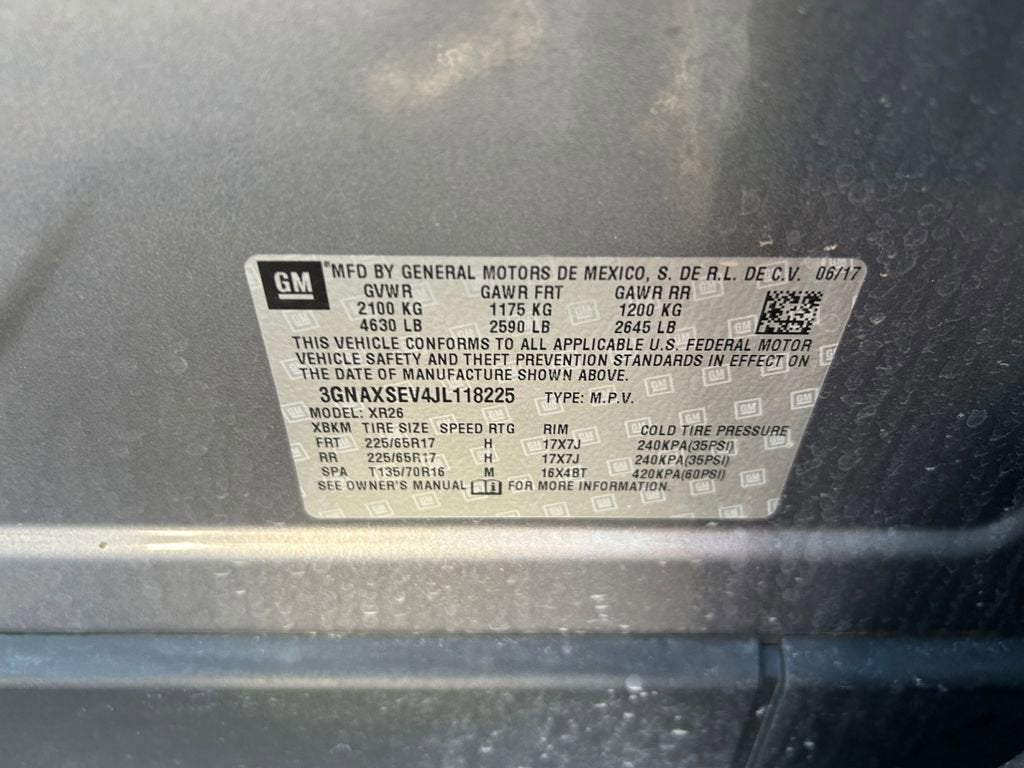 GM ®MFD BY GENERAL MOTORS DE MEXICO, S. DE R.L. DE C.V. 06/17
GVWR GAWR FRT GAWR RR
2100 KG 1175 KG 1200 KG
4630 LB 2590 LB 2645 LB
THIS VEHICLE CONFORMS TO ALL APPLICABLE U.S. FEDERAL MOTOR
VEHICLE SAFETY AND THEFT PREVENTION STANDARDS IN EFFECT ON
THE DATE OF MANUFACTURE SHOWN ABOVE.
3GNAXSEV4JL118225 TYPE: M.P.V.
MODEL: XR26
XBKM TIRE SIZE SPEED RTG RIM COLD TIRE PRESSURE
FRT 225/65R17 H 17X7J 240KPA(35PSI)
RR 225/65R17 H 17X7J 240KPA(35PSI)
SPA T135/70R16 M 16X4BT 420KPA(60PSI)
SEE OWNER'S MANUAL FOR MORE INFORMATION.